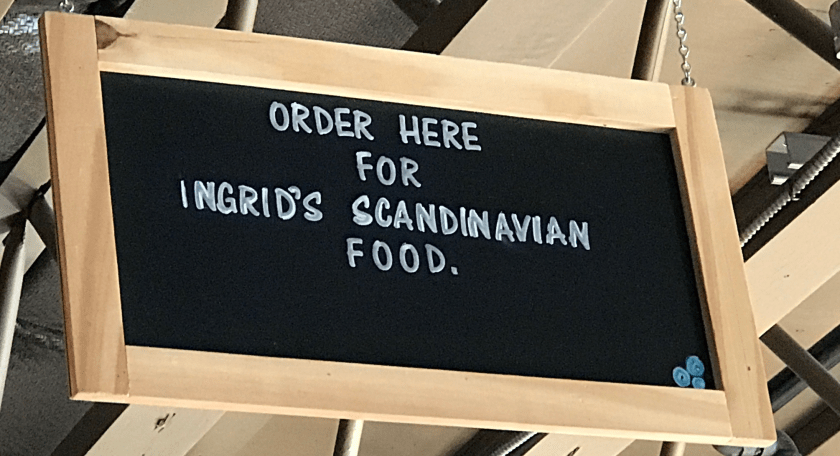 ORDER HERE
FOR
INGRID'S SCANDINAVIAN
FOOD.